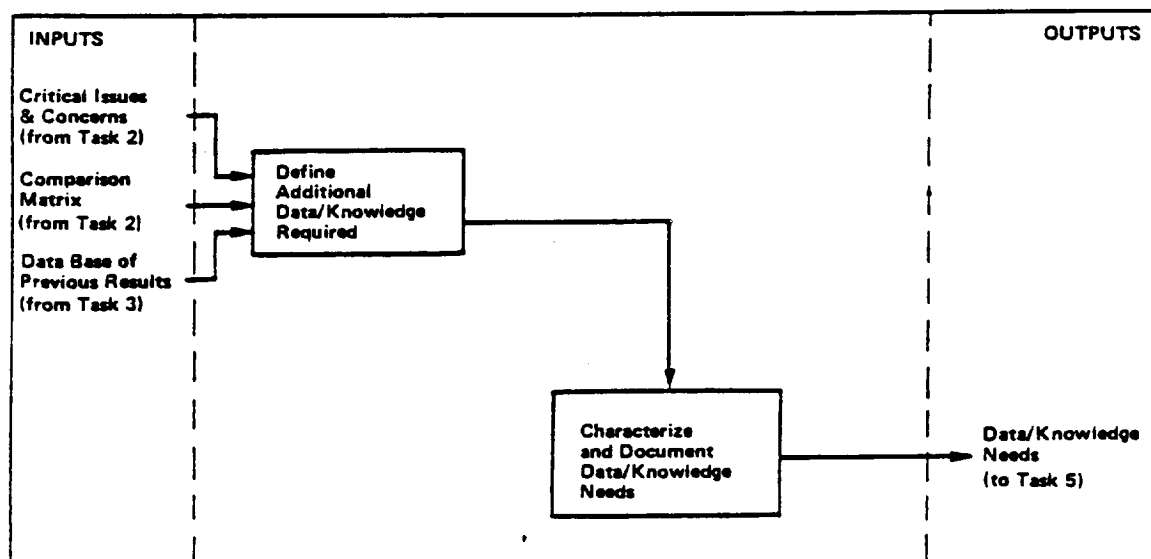 INPUTS
OUTPUTS
Critical Issues
& Concerns
(from Task 2)
Comparison
Matrix
(from Task 2)
Data Base of
Previous Results
(from Task 3)
Define
Additional
Data/Knowledge
Required
Characterize
and Document
Data/Knowledge
Needs
Data/Knowledge
Needs
(to Task 5)